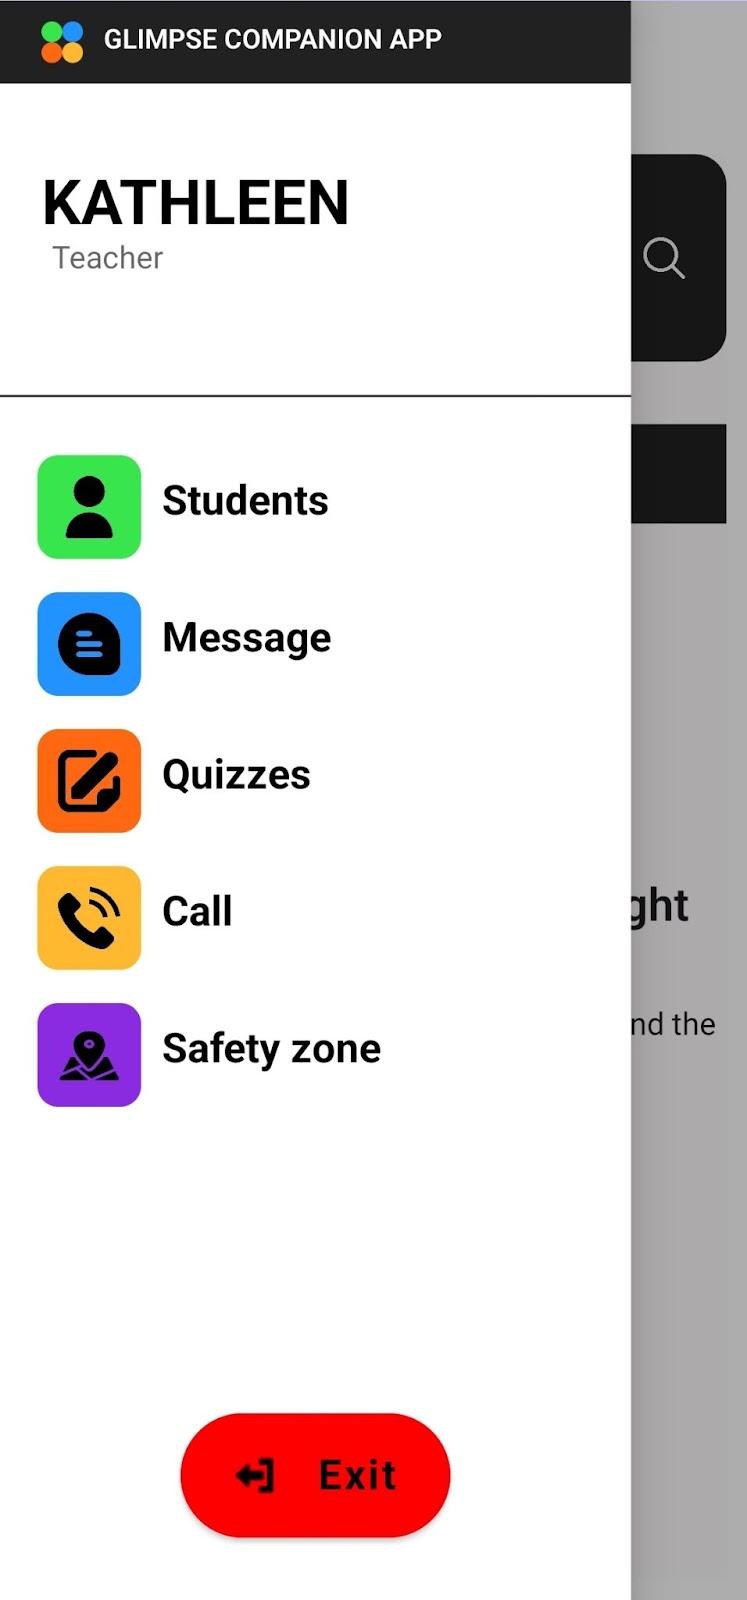 GLIMPSE COMPANION APP
KATHLEEN
Teacher
Students
Message
Quizzes
Call
ght
nd the
Safety zone
Exit